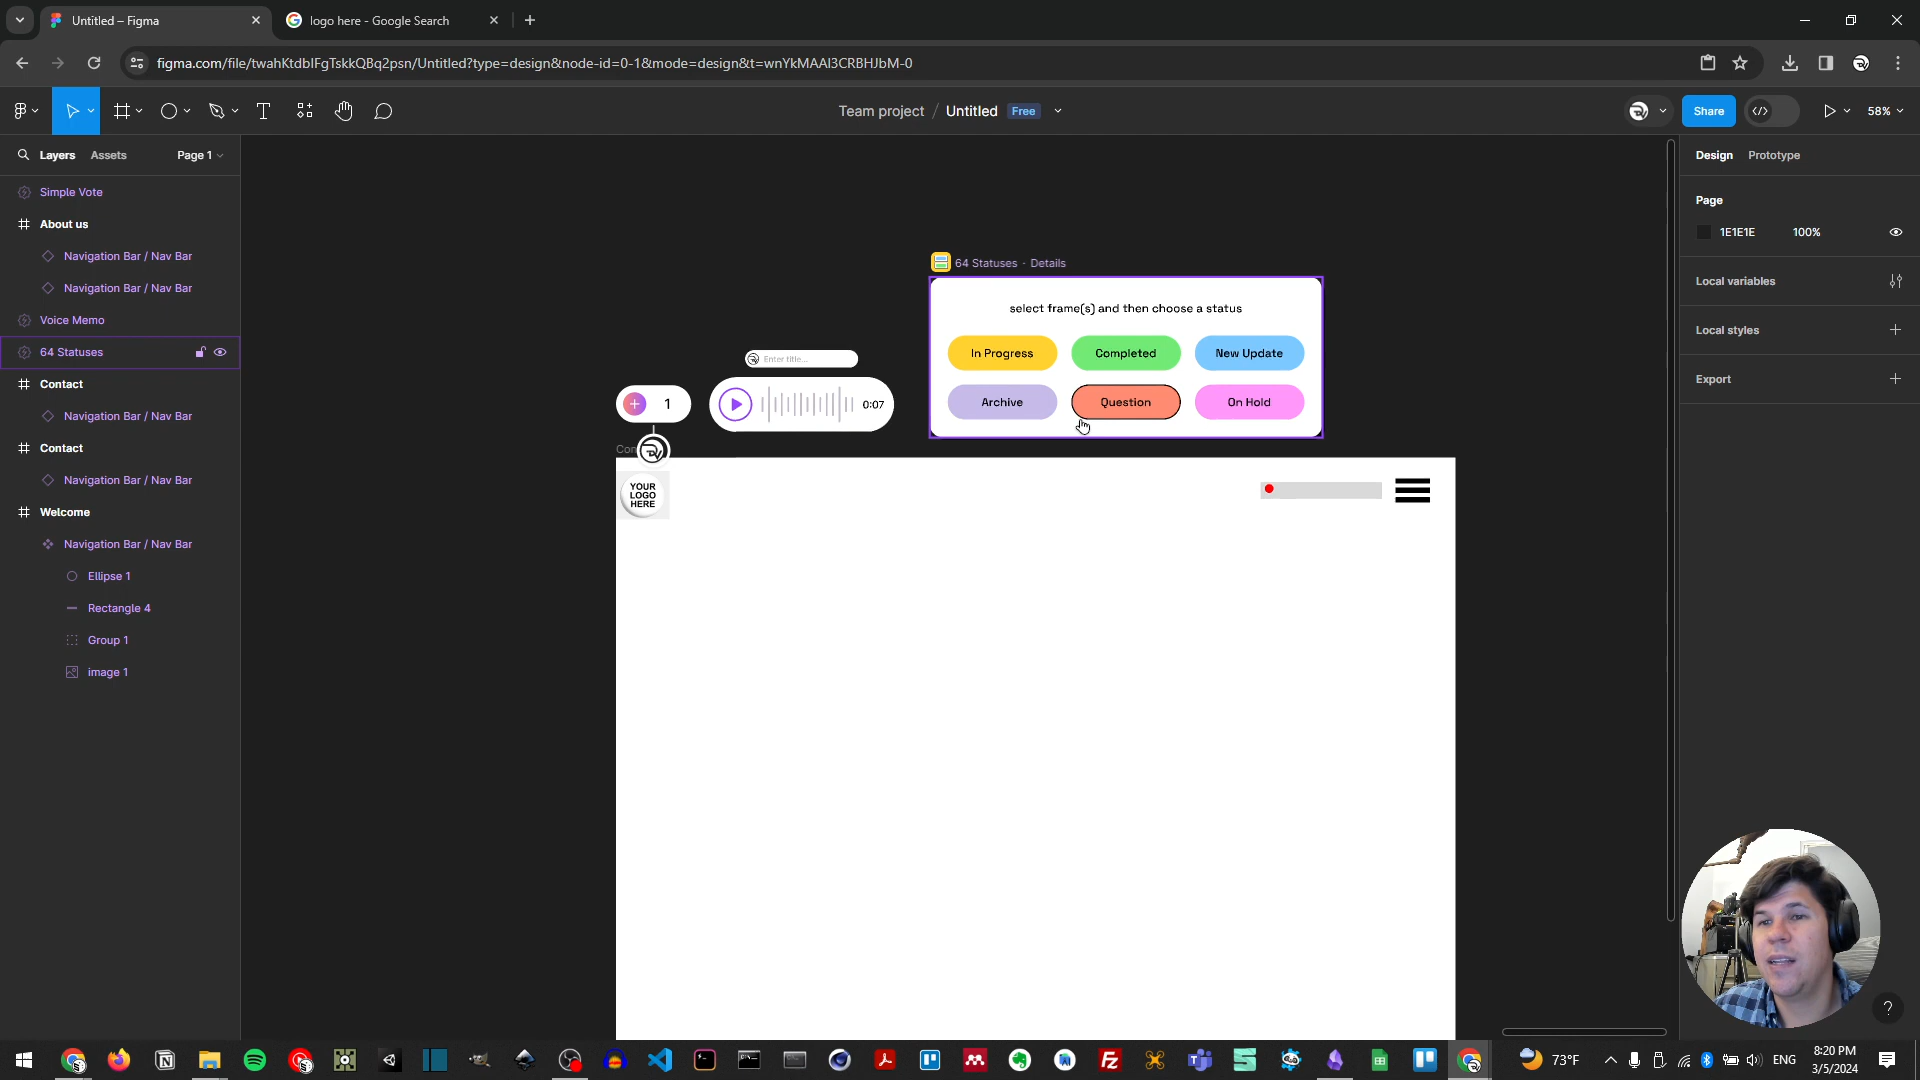 Untitled – Figma
logo here - Google Search
figma.com/file/twahKtdbIFgTskkQBq2psn/Untitled?type=design&node-id=0-1&mode=design&t=wnYkMAAI3CRBHJbM-0
Team project / Untitled Free
Share
58%
Layers Assets Page 1
Design Prototype
Simple Vote
About us
Navigation Bar / Nav Bar
Navigation Bar / Nav Bar
Voice Memo
64 Statuses
Contact
Navigation Bar / Nav Bar
Contact
Navigation Bar / Nav Bar
Welcome
Navigation Bar / Nav Bar
Ellipse 1
Rectangle 4
Group 1
image 1
64 Statuses · Details
select frame(s) and then choose a status
In Progress Completed New Update
Archive Question On Hold
Enter title...
1
0:07
Con
YOUR
LOGO
HERE
Page
1E1E1E 100%
Local variables
Local styles
Export
?
73°F
ENG
8:20 PM
3/5/2024